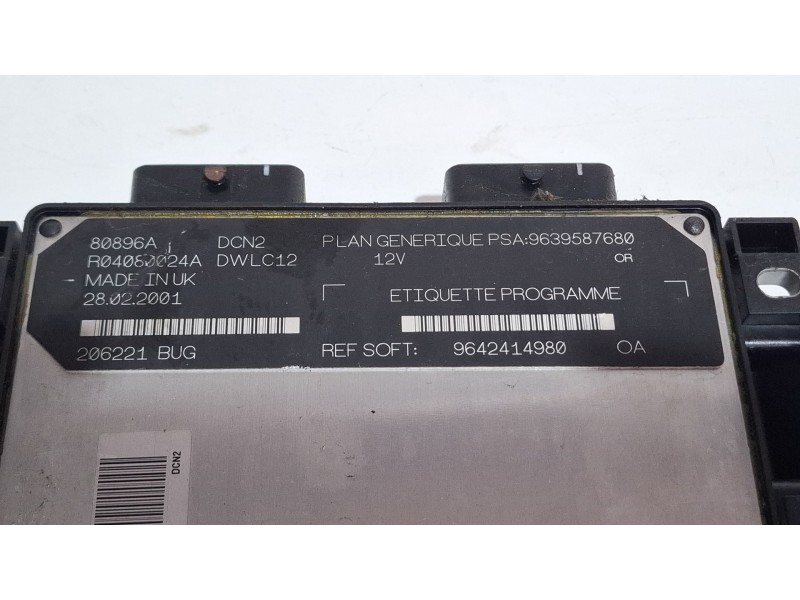 80896A DCN2 PLAN GENERIQUE PSA:9639587680
R04080024A DWLC12 12V OR
MADE IN UK
28.02.2001 ETIQUETTE PROGRAMME
206221 BUG REF SOFT: 9642414980 0A
DCN2